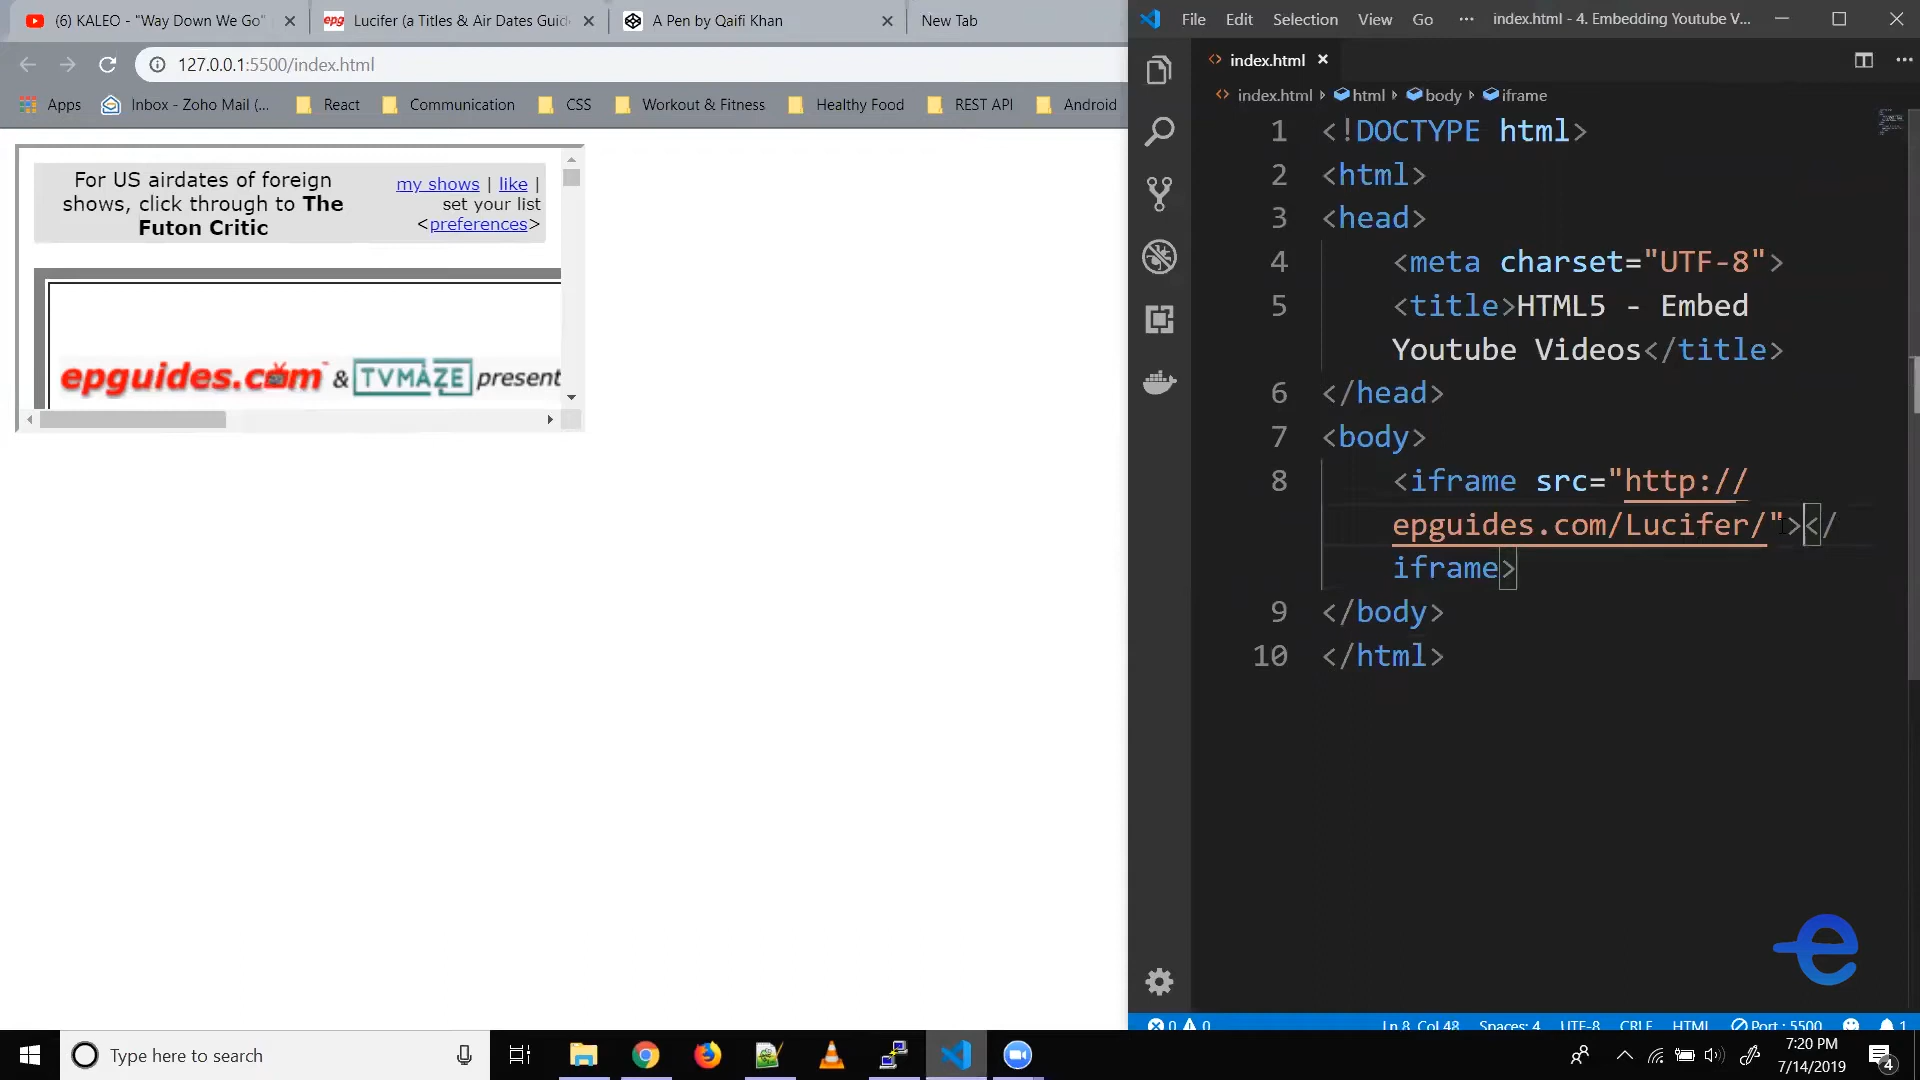 (6) KALEO - "Way Down We Go"
epg Lucifer (a Titles & Air Dates Guid
A Pen by Qaifi Khan
New Tab
127.0.0.1:5500/index.html
Apps
Inbox - Zoho Mail (...
React
Communication
CSS
Workout & Fitness
Healthy Food
REST API
Android
For US airdates of foreign
shows, click through to The
Futon Critic
my shows | like |
set your list
<preferences>
epguides.com™ & TVMAZE present
File Edit Selection View Go ··· index.html - 4. Embedding Youtube V...
index.html
index.html › html › body › iframe
1 <!DOCTYPE html>
2 <html>
3 <head>
4 <meta charset="UTF-8">
5 <title>HTML5 - Embed
Youtube Videos</title>
6 </head>
7 <body>
8 <iframe src="http://
epguides.com/Lucifer/"></
iframe>
9 </body>
10 </html>
0 0 Ln 8, Col 48 Spaces: 4 UTF-8 CRLF HTML Port : 5500 1
Type here to search
7:20 PM
7/14/2019
4